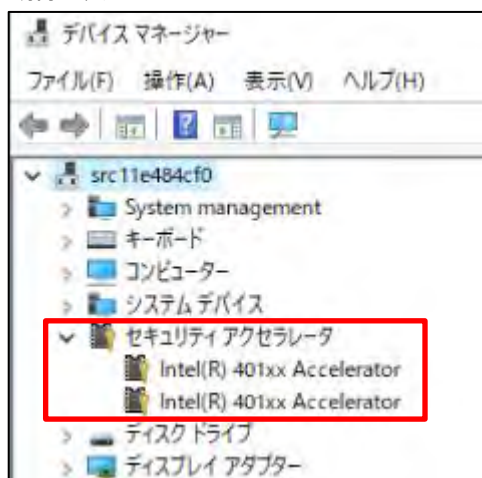 デバイス マネージャー
ファイル(F) 操作(A) 表示(V) ヘルプ(H)
src11e484cf0
System management
キーボード
コンピューター
システム デバイス
セキュリティ アクセラレータ
Intel(R) 401xx Accelerator
Intel(R) 401xx Accelerator
ディスク ドライブ
ディスプレイ アダプター